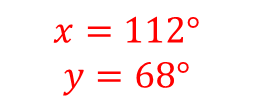 x = 112°
y = 68°